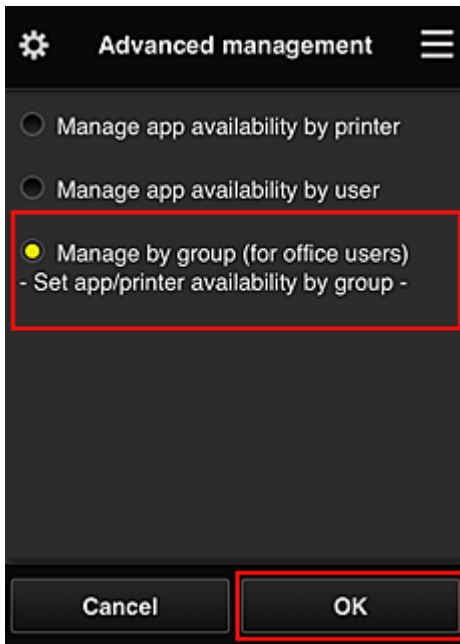 Advanced management
Manage app availability by printer
Manage app availability by user
Manage by group (for office users)
- Set app/printer availability by group -
Cancel
OK